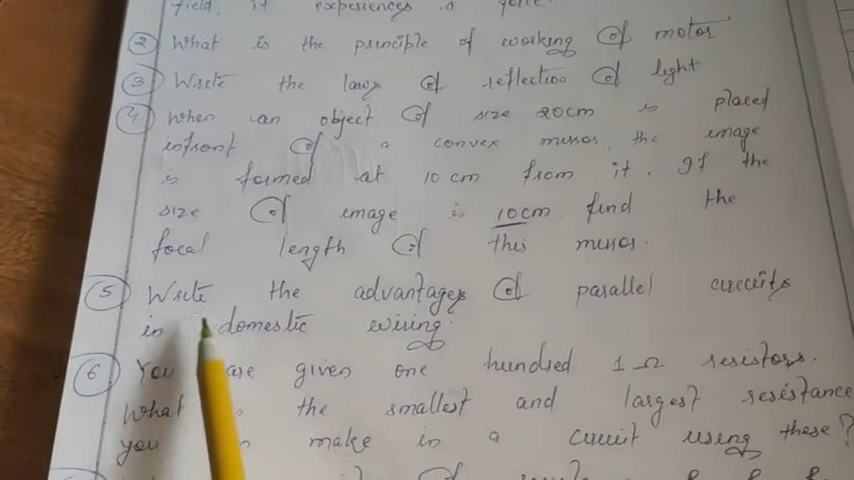 field, it experiences a force.
② What is the principle of working of motor
③ Write the laws of reflection of light
④ When an object of size 20cm is placed
infront of a convex mirror, the image
is formed at 10cm from it. If the
size of image is 10cm find the
focal length of this mirror.
⑤ Write the advantages of parallel circuits
in domestic wiring.
⑥ You are given one hundred 1Ω resistors.
What is the smallest and largest resistance
you make in a circuit using these?